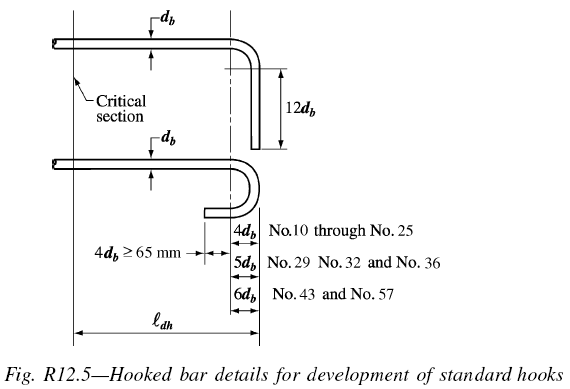 d_b
Critical
section
12d_b
d_b
4d_b No.10 through No. 25
4d_b ≥ 65 mm
5d_b No. 29 No. 32 and No. 36
6d_b No. 43 and No. 57
ℓ_dh
Fig. R12.5—Hooked bar details for development of standard hooks